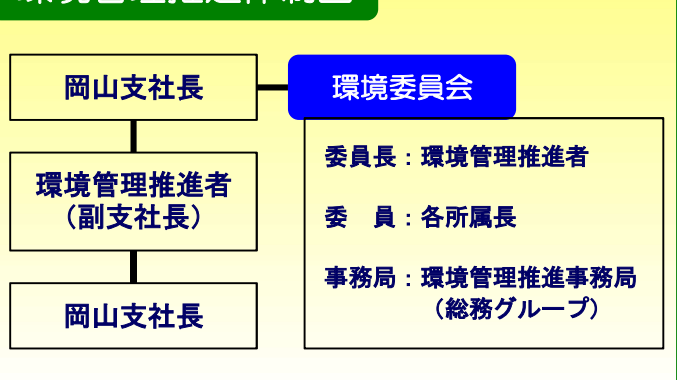 岡山支社長
環境委員会
環境管理推進者
（副支社長）
岡山支社長
委員長：環境管理推進者
委　員：各所属長
事務局：環境管理推進事務局
（総務グループ）